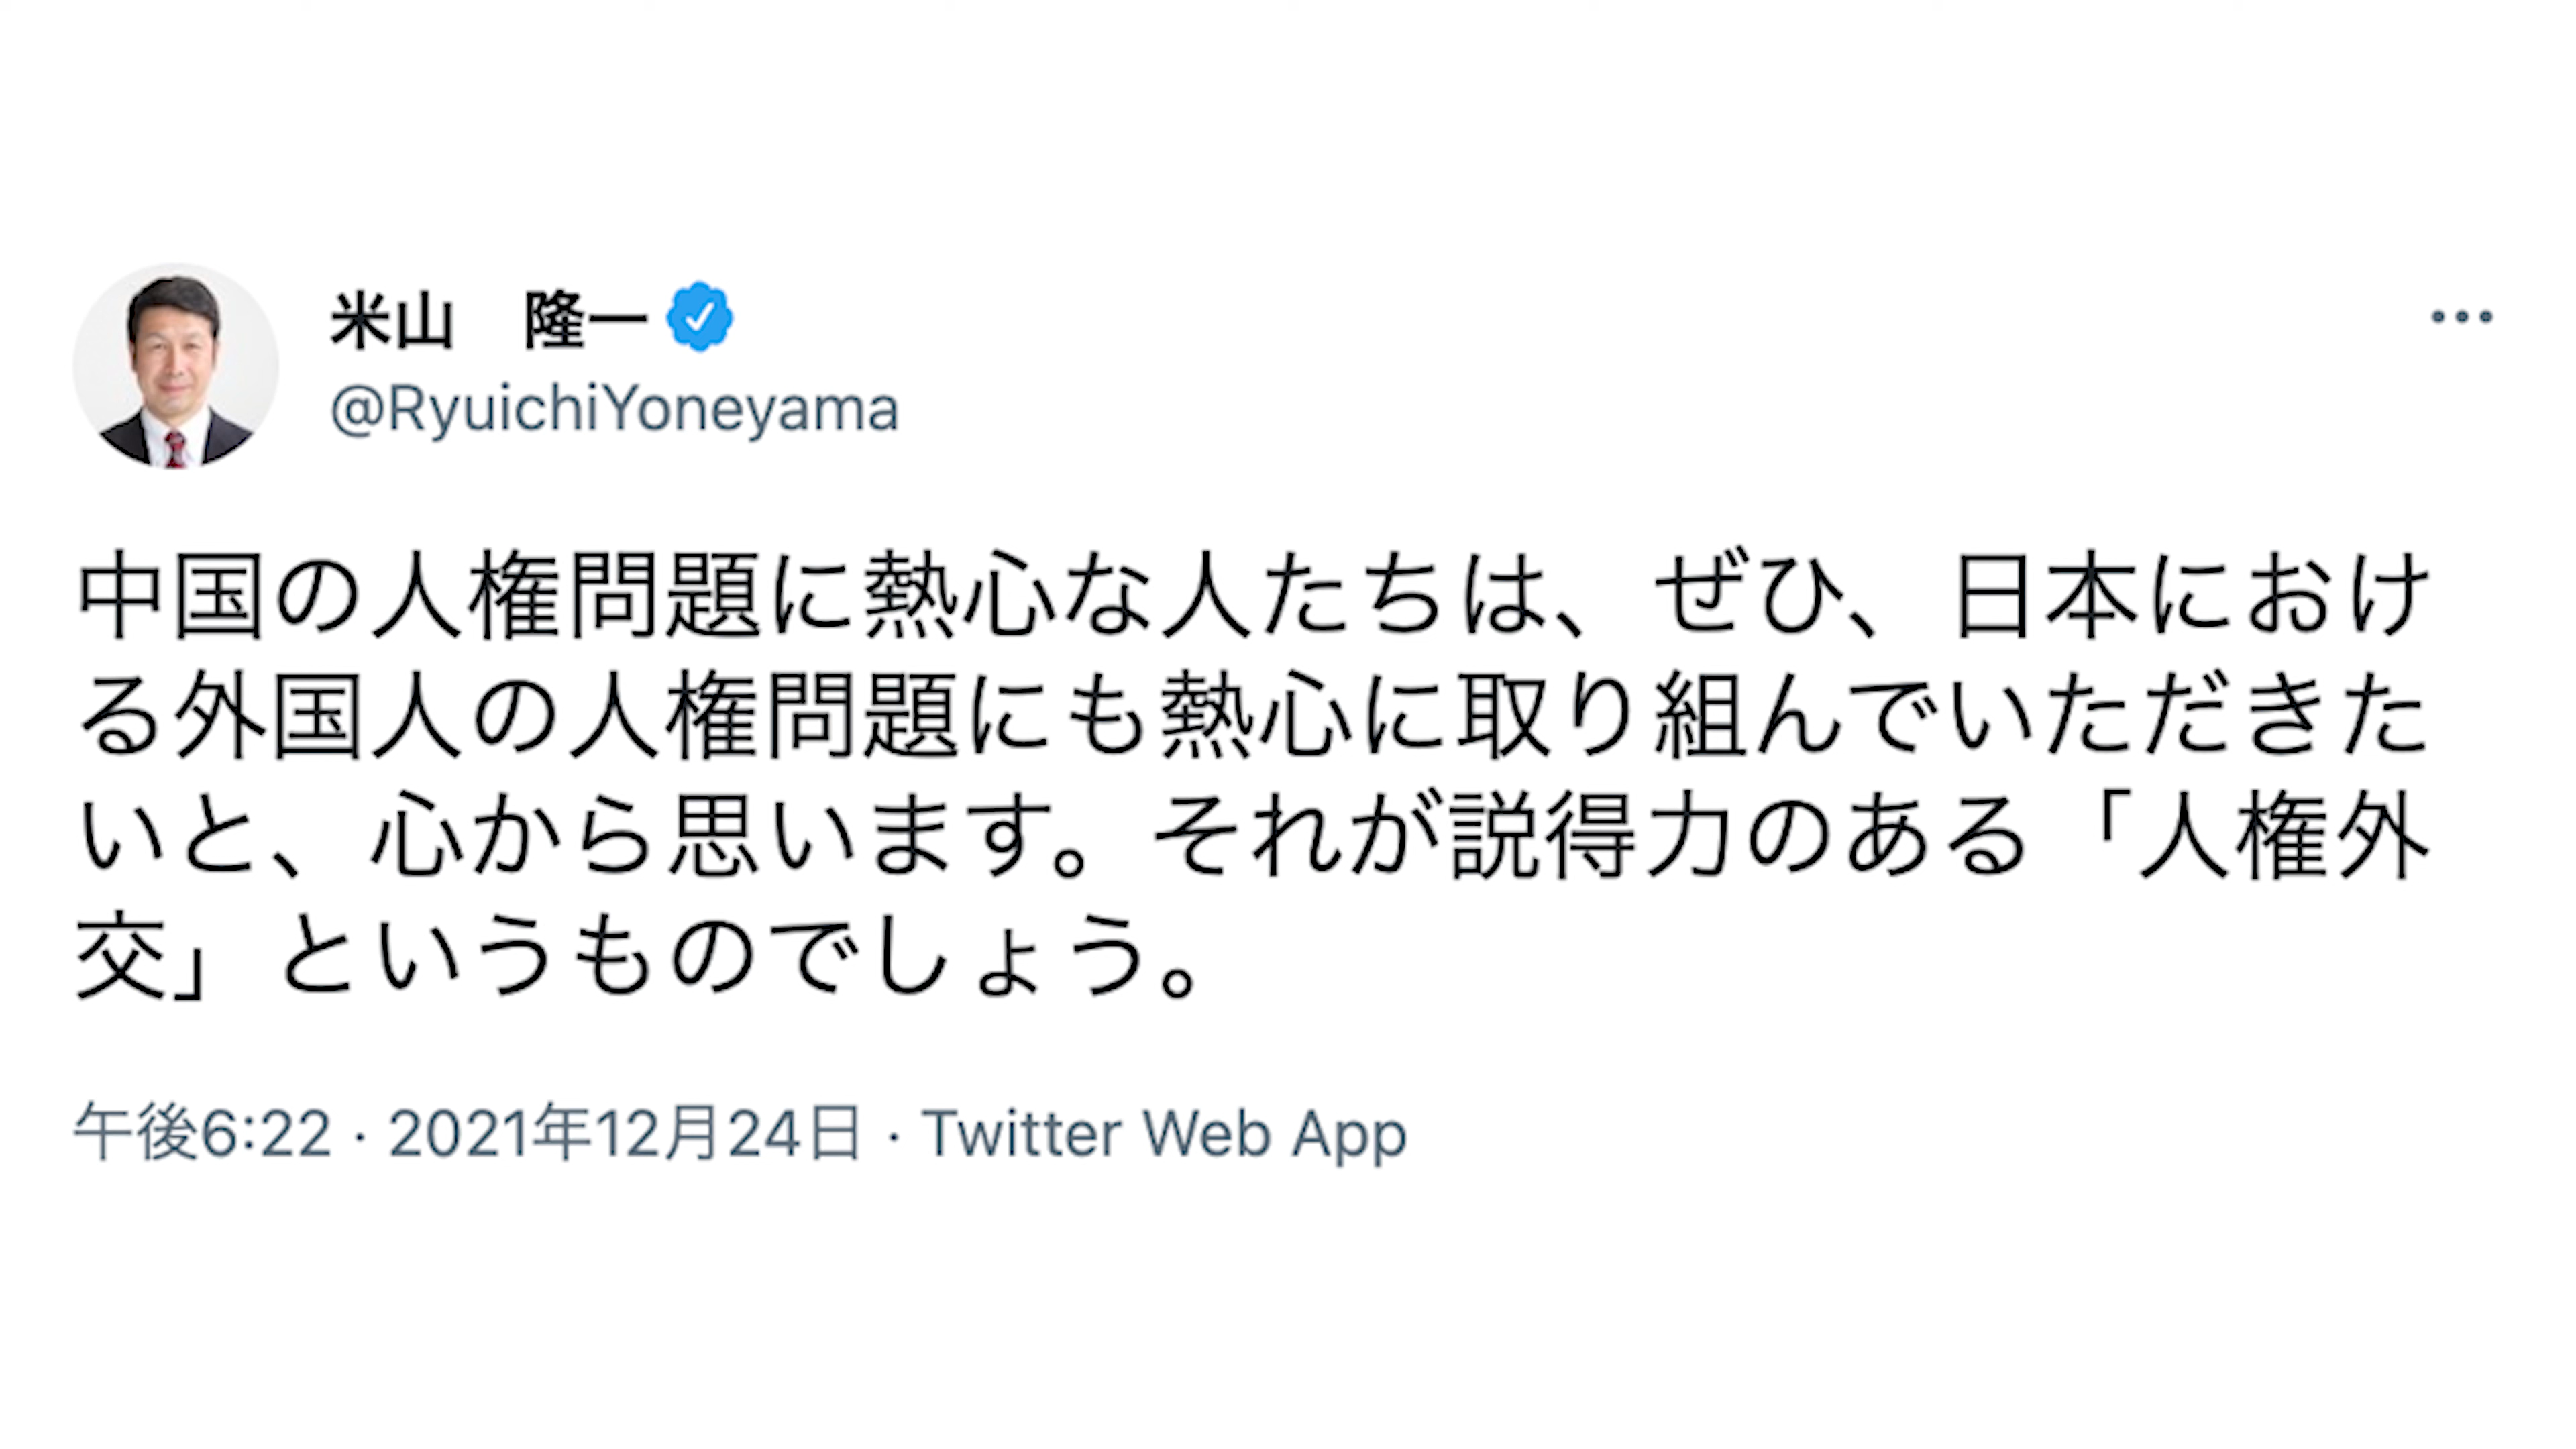 米山　隆一
@RyuichiYoneyama
中国の人権問題に熱心な人たちは、ぜひ、日本におけ
る外国人の人権問題にも熱心に取り組んでいただきた
いと、心から思います。それが説得力のある「人権外
交」というものでしょう。
午後6:22 · 2021年12月24日 · Twitter Web App